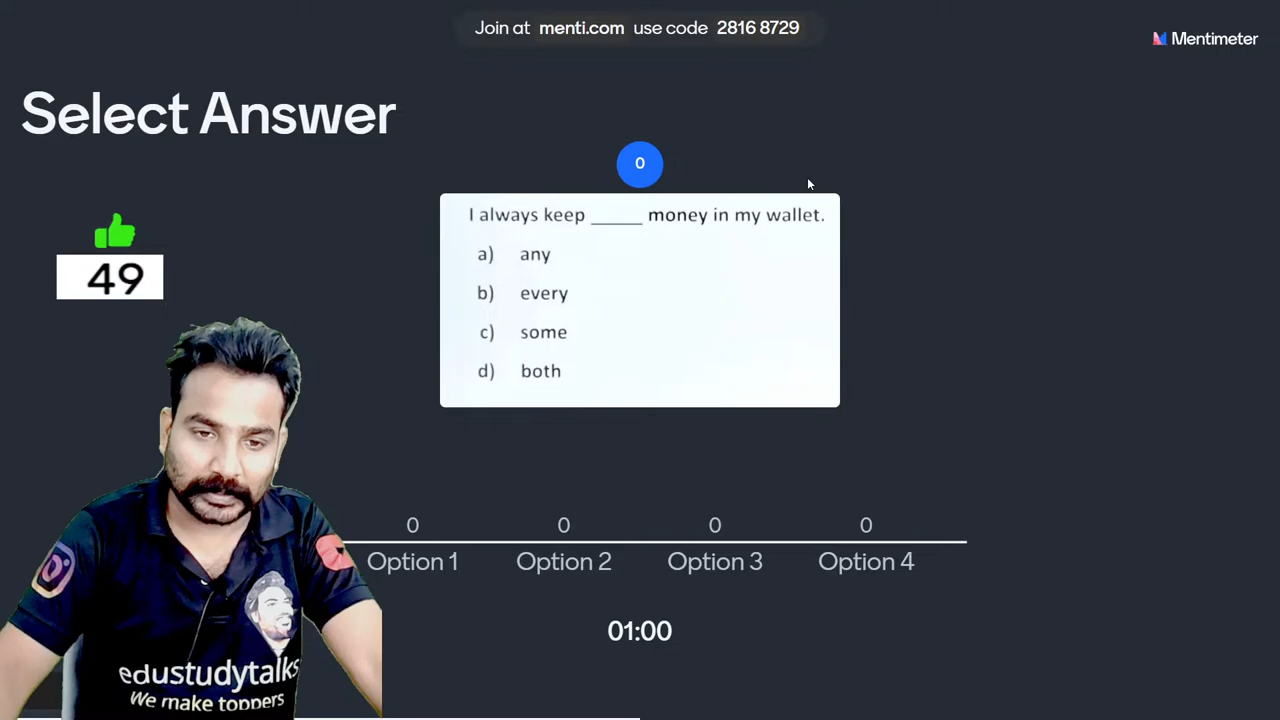 Join at menti.com use code 2816 8729
Mentimeter
Select Answer
0
49
I always keep _____ money in my wallet.
a) any
b) every
c) some
d) both
0 0 0 0
Option 1 Option 2 Option 3 Option 4
01:00
edustudytalks
We make toppers